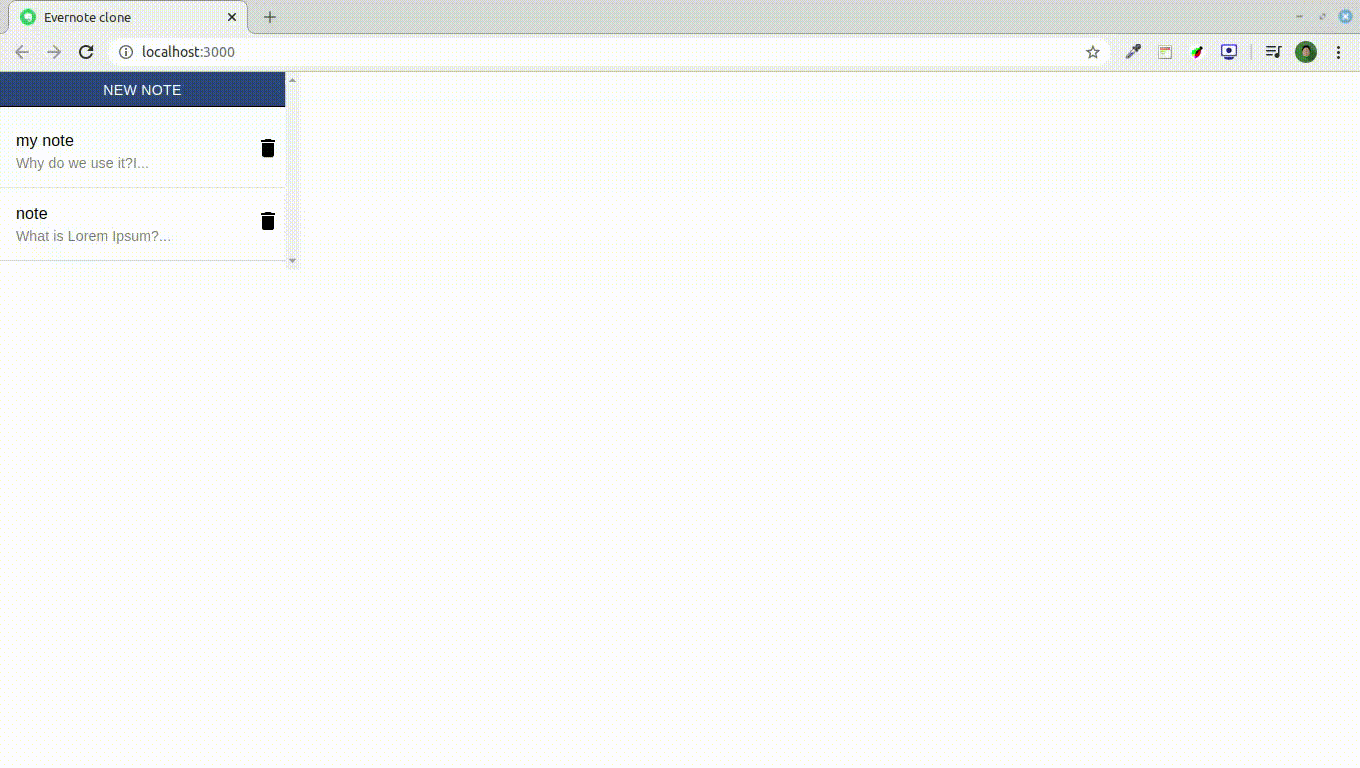 Evernote clone
localhost:3000
NEW NOTE
my note
Why do we use it?I...
note
What is Lorem Ipsum?...